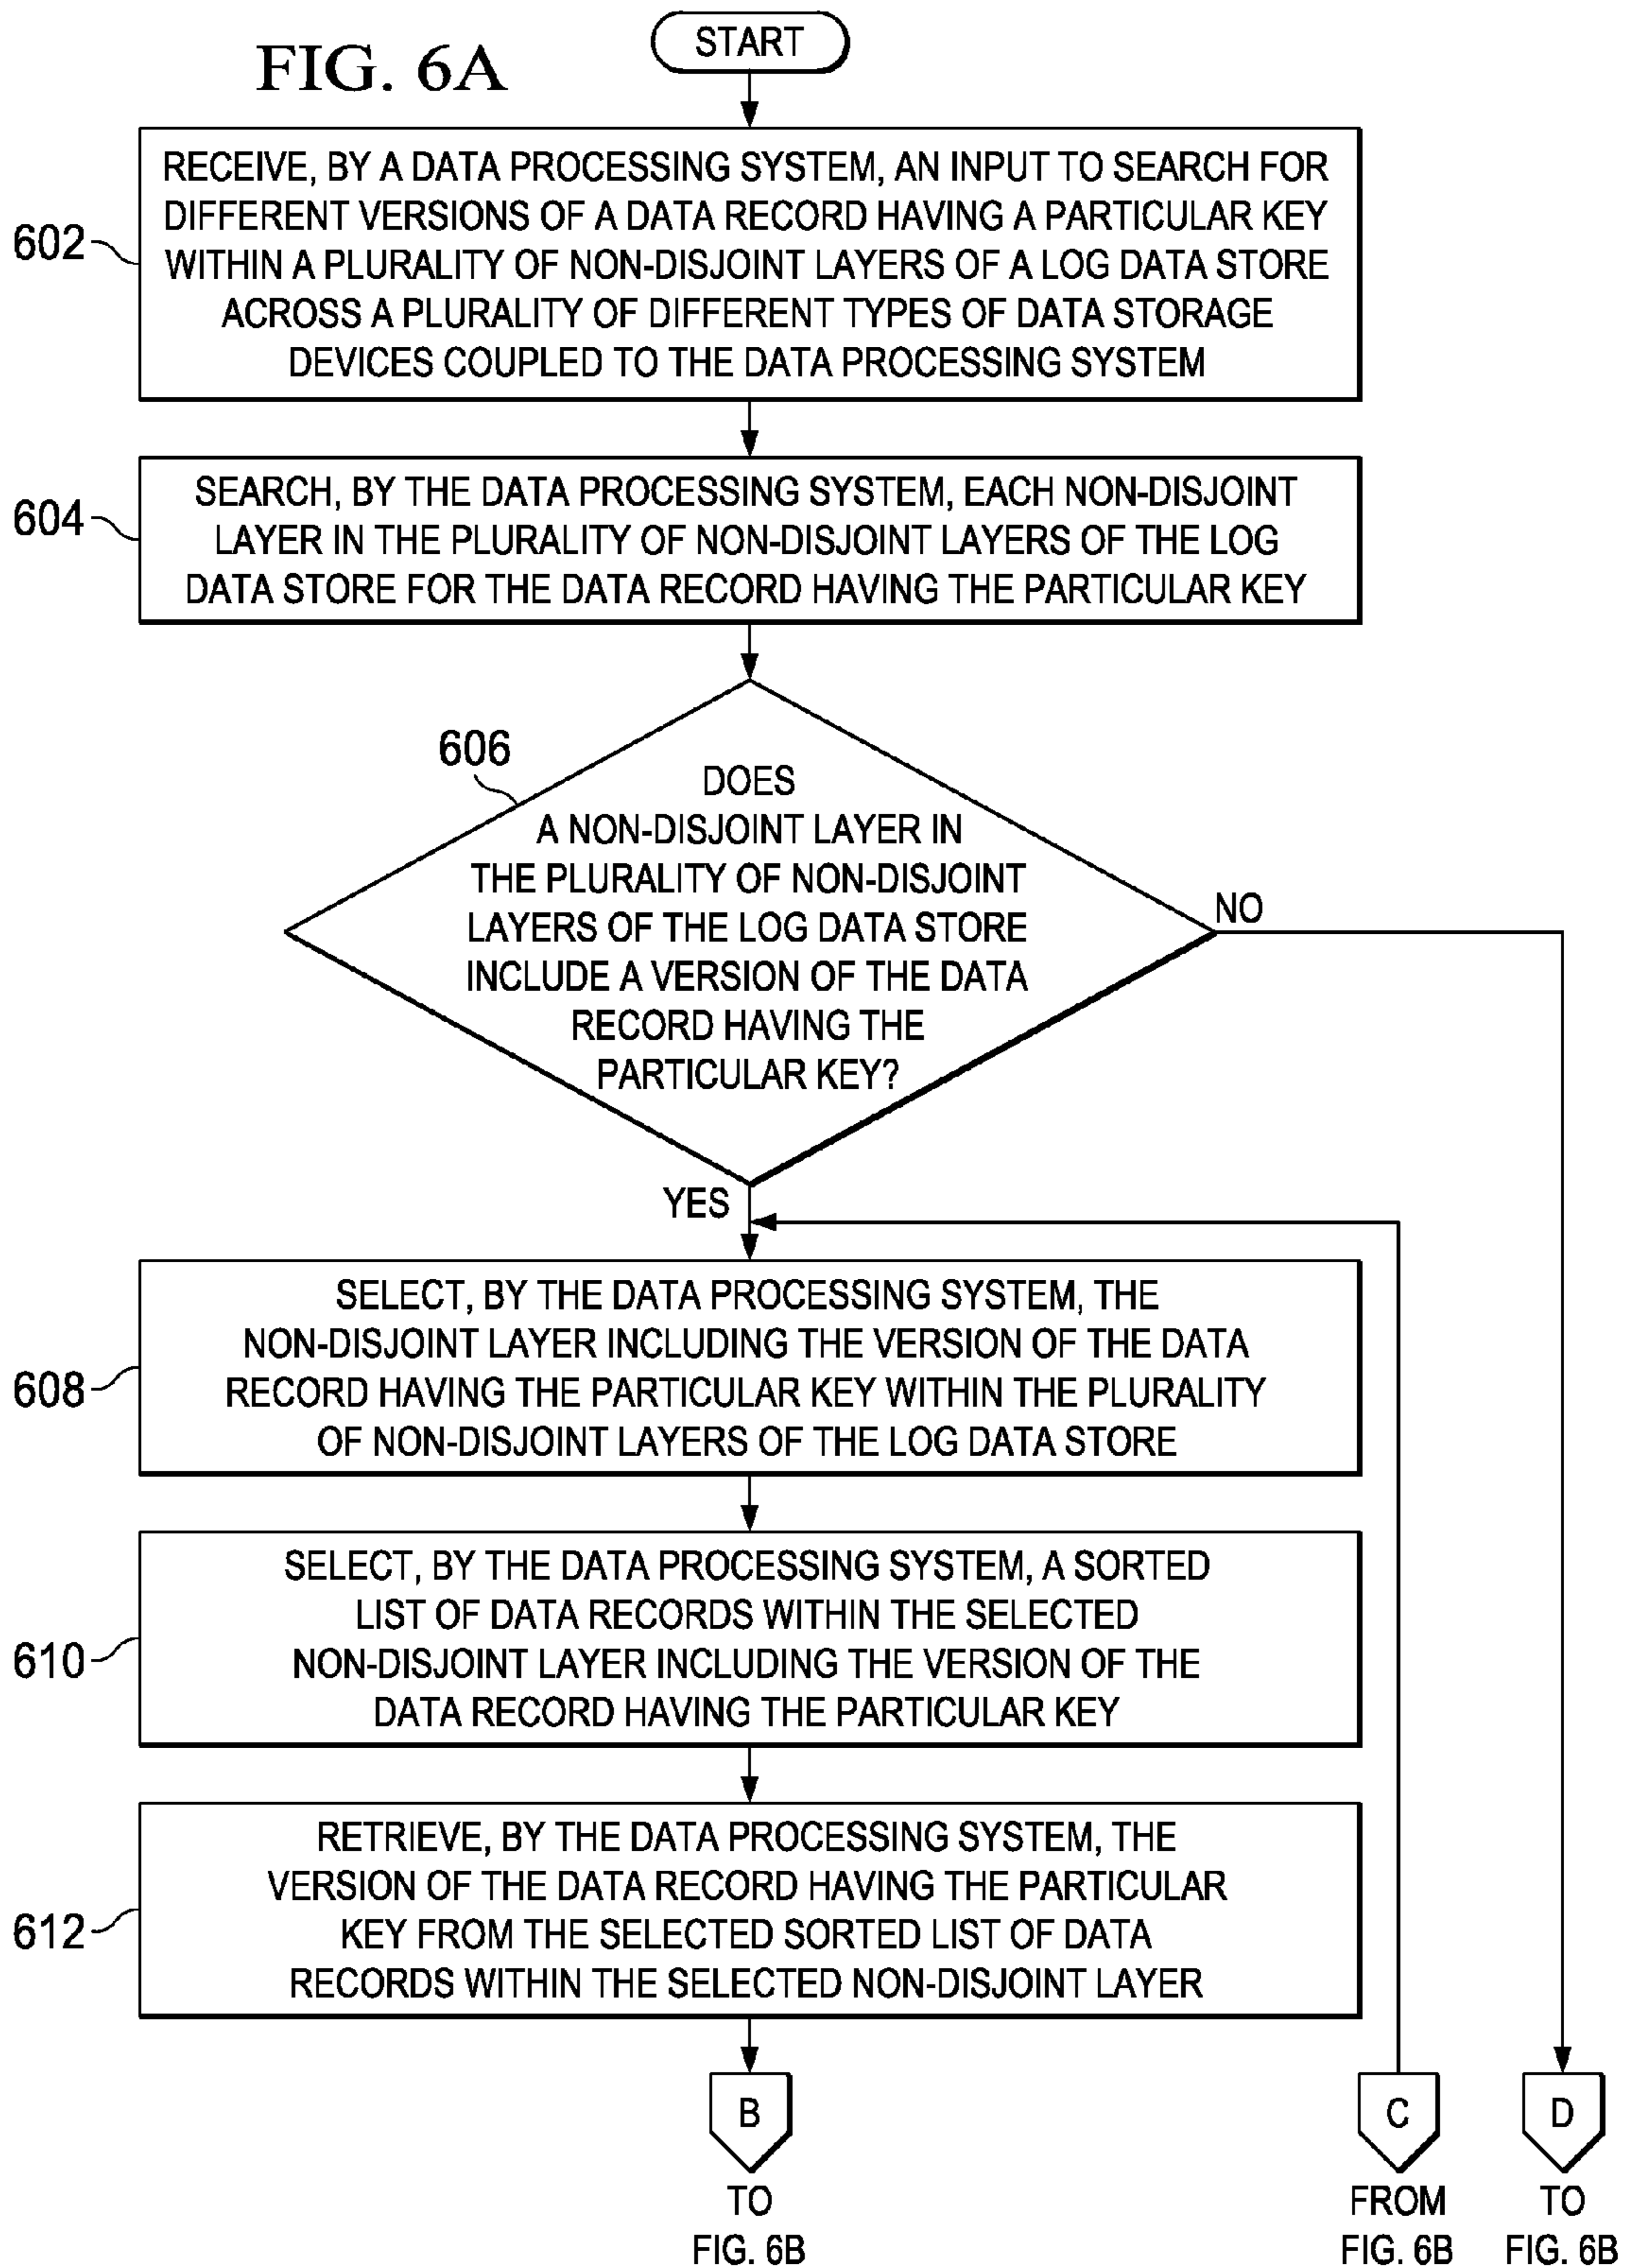 FIG. 6A
START
RECEIVE, BY A DATA PROCESSING SYSTEM, AN INPUT TO SEARCH FOR
DIFFERENT VERSIONS OF A DATA RECORD HAVING A PARTICULAR KEY
WITHIN A PLURALITY OF NON-DISJOINT LAYERS OF A LOG DATA STORE
ACROSS A PLURALITY OF DIFFERENT TYPES OF DATA STORAGE
DEVICES COUPLED TO THE DATA PROCESSING SYSTEM
602
SEARCH, BY THE DATA PROCESSING SYSTEM, EACH NON-DISJOINT
LAYER IN THE PLURALITY OF NON-DISJOINT LAYERS OF THE LOG
DATA STORE FOR THE DATA RECORD HAVING THE PARTICULAR KEY
604
606
DOES
A NON-DISJOINT LAYER IN
THE PLURALITY OF NON-DISJOINT
LAYERS OF THE LOG DATA STORE
INCLUDE A VERSION OF THE DATA
RECORD HAVING THE
PARTICULAR KEY?
NO
YES
SELECT, BY THE DATA PROCESSING SYSTEM, THE
NON-DISJOINT LAYER INCLUDING THE VERSION OF THE DATA
RECORD HAVING THE PARTICULAR KEY WITHIN THE PLURALITY
OF NON-DISJOINT LAYERS OF THE LOG DATA STORE
608
SELECT, BY THE DATA PROCESSING SYSTEM, A SORTED
LIST OF DATA RECORDS WITHIN THE SELECTED
NON-DISJOINT LAYER INCLUDING THE VERSION OF THE
DATA RECORD HAVING THE PARTICULAR KEY
610
RETRIEVE, BY THE DATA PROCESSING SYSTEM, THE
VERSION OF THE DATA RECORD HAVING THE PARTICULAR
KEY FROM THE SELECTED SORTED LIST OF DATA
RECORDS WITHIN THE SELECTED NON-DISJOINT LAYER
612
B
TO
FIG. 6B
C
FROM
FIG. 6B
D
TO
FIG. 6B